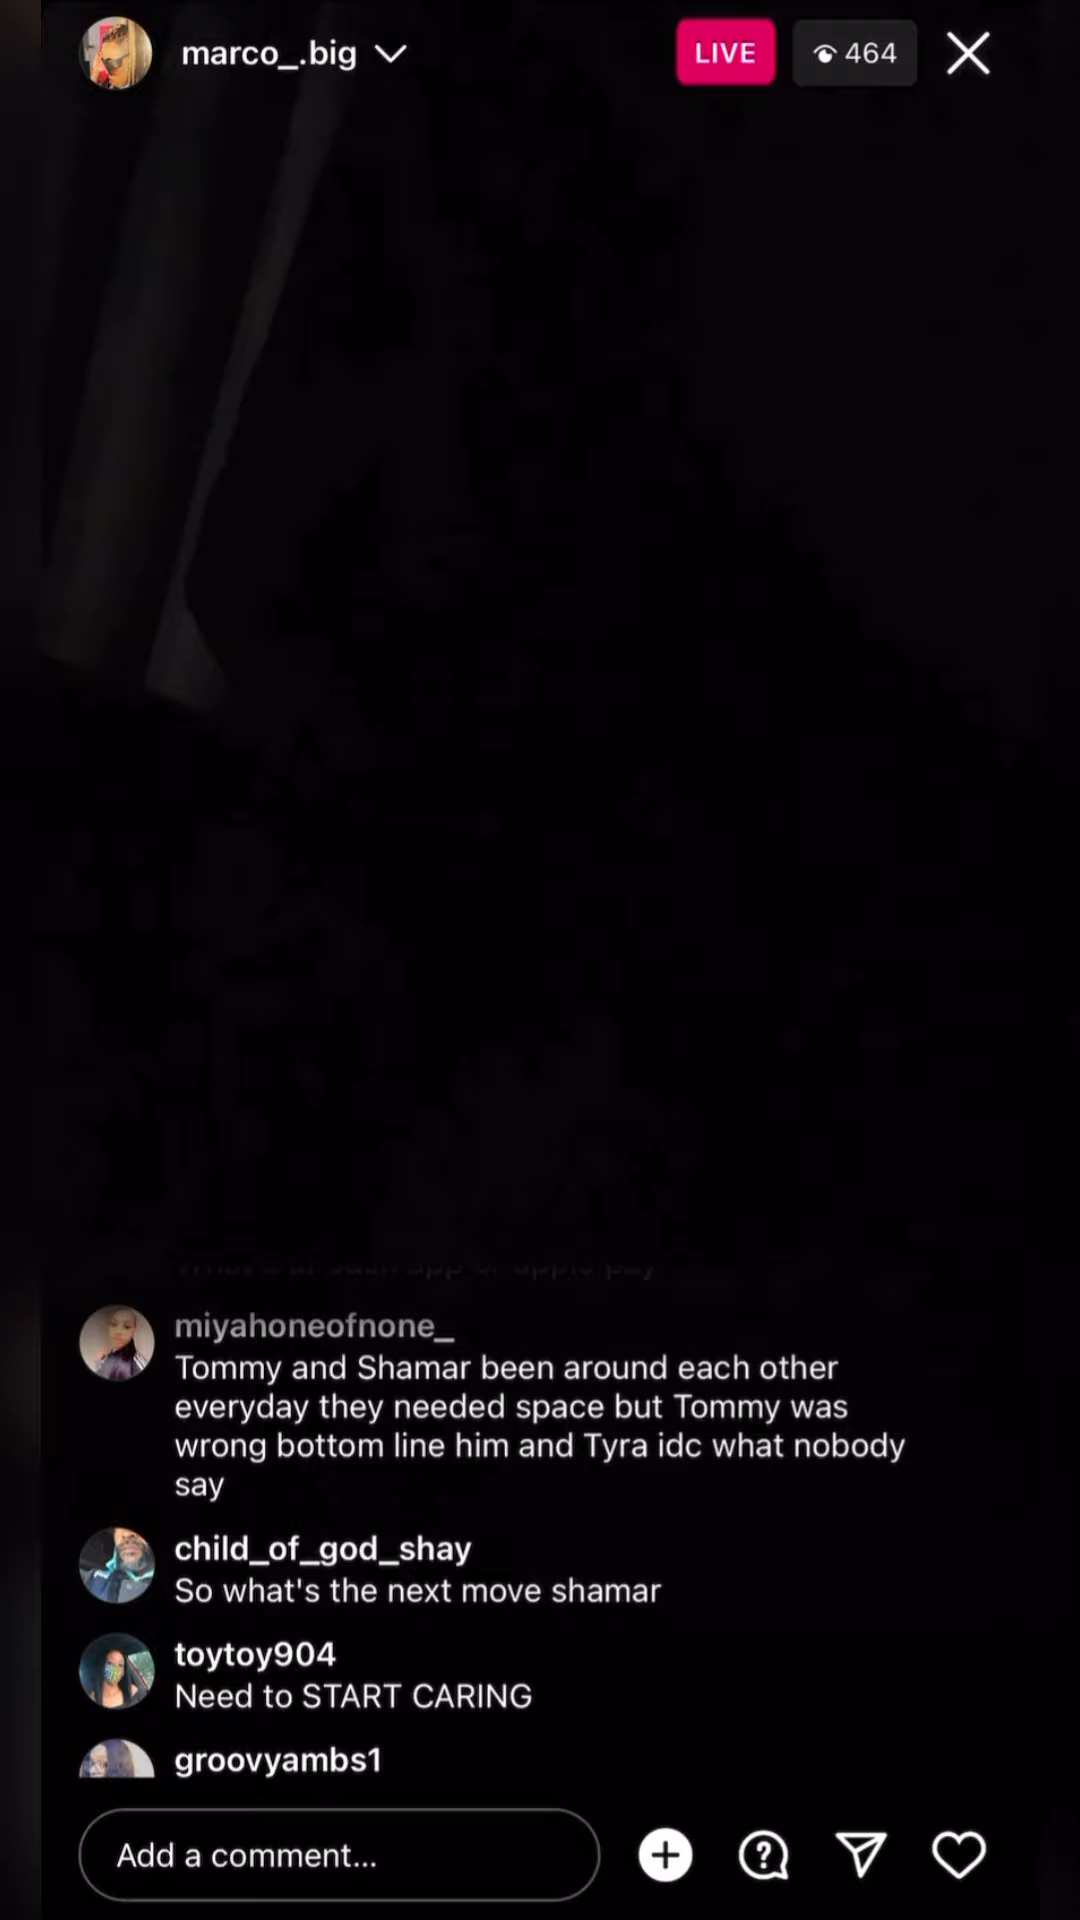 marco_.big
LIVE
464
miyahoneofnone_
Tommy and Shamar been around each other
everyday they needed space but Tommy was
wrong bottom line him and Tyra idc what nobody
say
child_of_god_shay
So what's the next move shamar
toytoy904
Need to START CARING
groovyambs1
Add a comment...